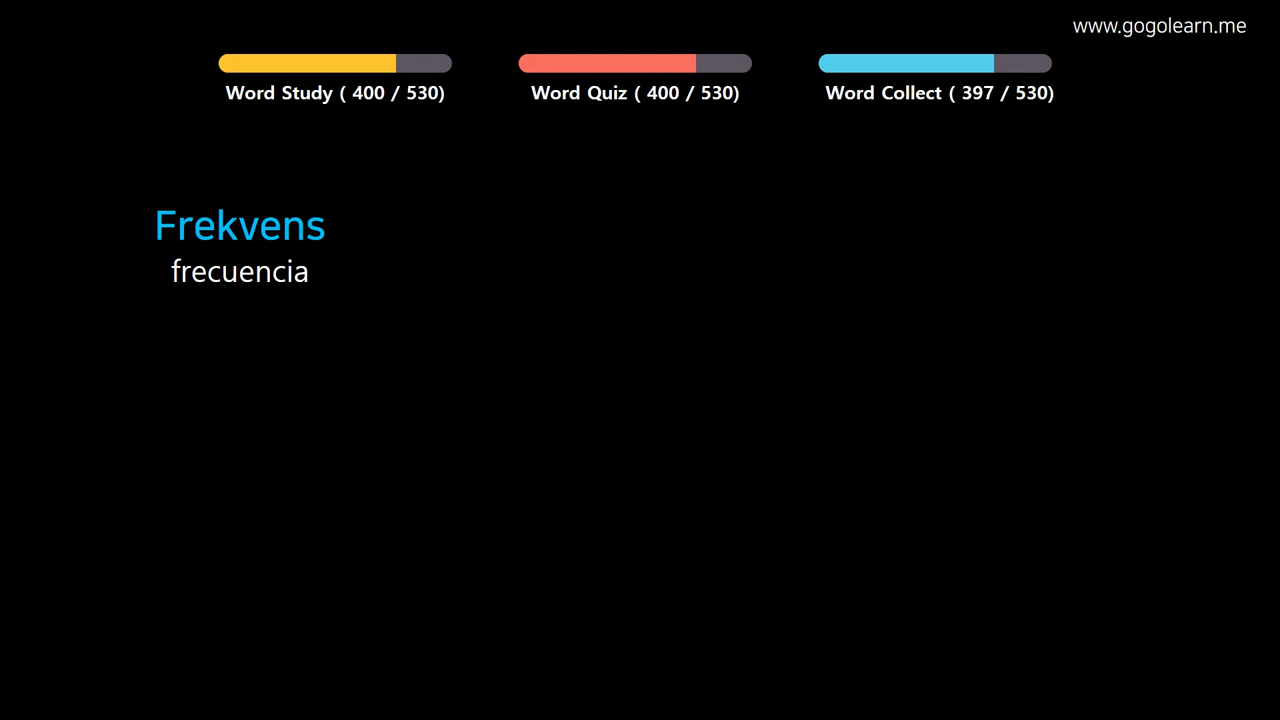 www.gogolearn.me
Word Study ( 400 / 530)
Word Quiz ( 400 / 530)
Word Collect ( 397 / 530)
Frekvens
frecuencia